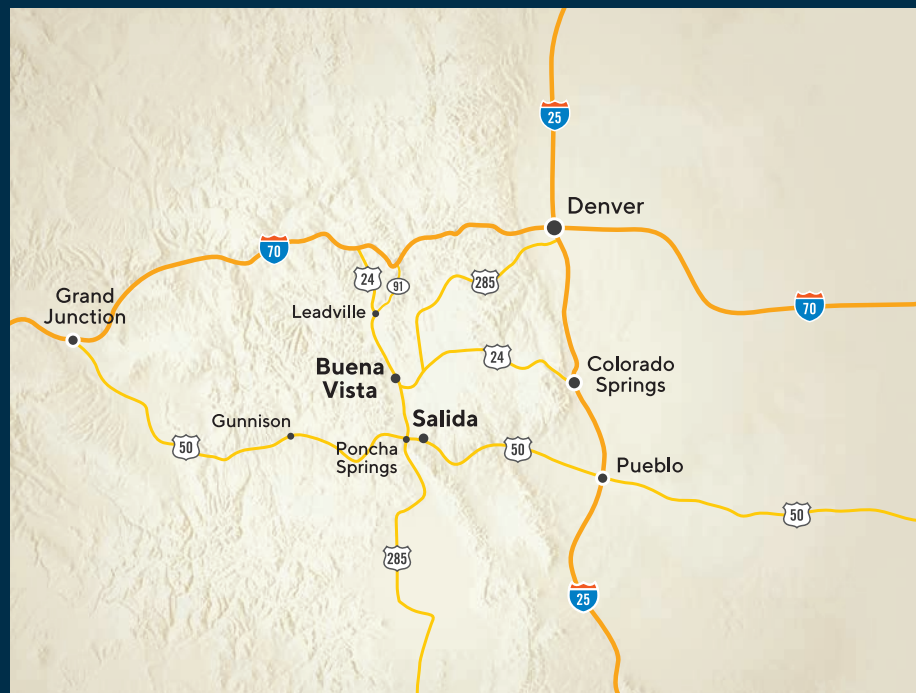 25
Denver
70
24
91
285
Grand
Junction
Leadville
70
Buena
Vista
24
Colorado
Springs
Gunnison
Salida
50
Poncha
Springs
50
Pueblo
50
285
25